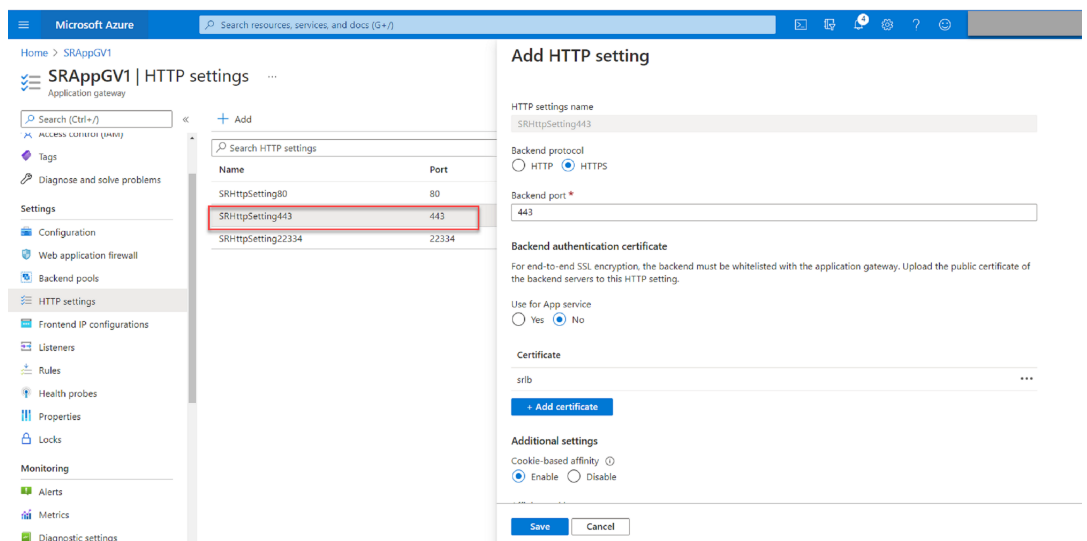 Microsoft Azure
Search resources, services, and docs (G+/)
4
Home > SRAppGV1
SRAppGV1 | HTTP settings ...
Application gateway
Search (Ctrl+/)
«
Access control (IAM)
Tags
Diagnose and solve problems
Settings
Configuration
Web application firewall
Backend pools
HTTP settings
Frontend IP configurations
Listeners
Rules
Health probes
Properties
Locks
Monitoring
Alerts
Metrics
Diagnostic settings
+ Add
Search HTTP settings
Name Port
SRHttpSetting80 80
SRHttpSetting443 443
SRHttpSetting22334 22334
Add HTTP setting
HTTP settings name
SRHttpSetting443
Backend protocol
HTTP HTTPS
Backend port *
443
Backend authentication certificate
For end-to-end SSL encryption, the backend must be whitelisted with the application gateway. Upload the public certificate of
the backend servers to this HTTP setting.
Use for App service
Yes No
Certificate
srlb ...
+ Add certificate
Additional settings
Cookie-based affinity
Enable Disable
Save Cancel